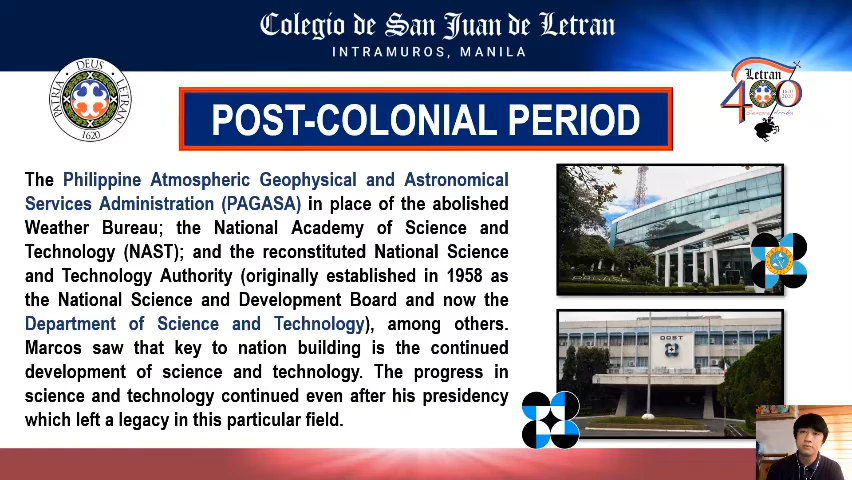 Colegio de San Juan de Letran
INTRAMUROS, MANILA
DEUS
PATRIA
LETRAN
1620
Letran
400
POST-COLONIAL PERIOD
The Philippine Atmospheric Geophysical and Astronomical
Services Administration (PAGASA) in place of the abolished
Weather Bureau; the National Academy of Science and
Technology (NAST); and the reconstituted National Science
and Technology Authority (originally established in 1958 as
the National Science and Development Board and now the
Department of Science and Technology), among others.
Marcos saw that key to nation building is the continued
development of science and technology. The progress in
science and technology continued even after his presidency
which left a legacy in this particular field.
DOST